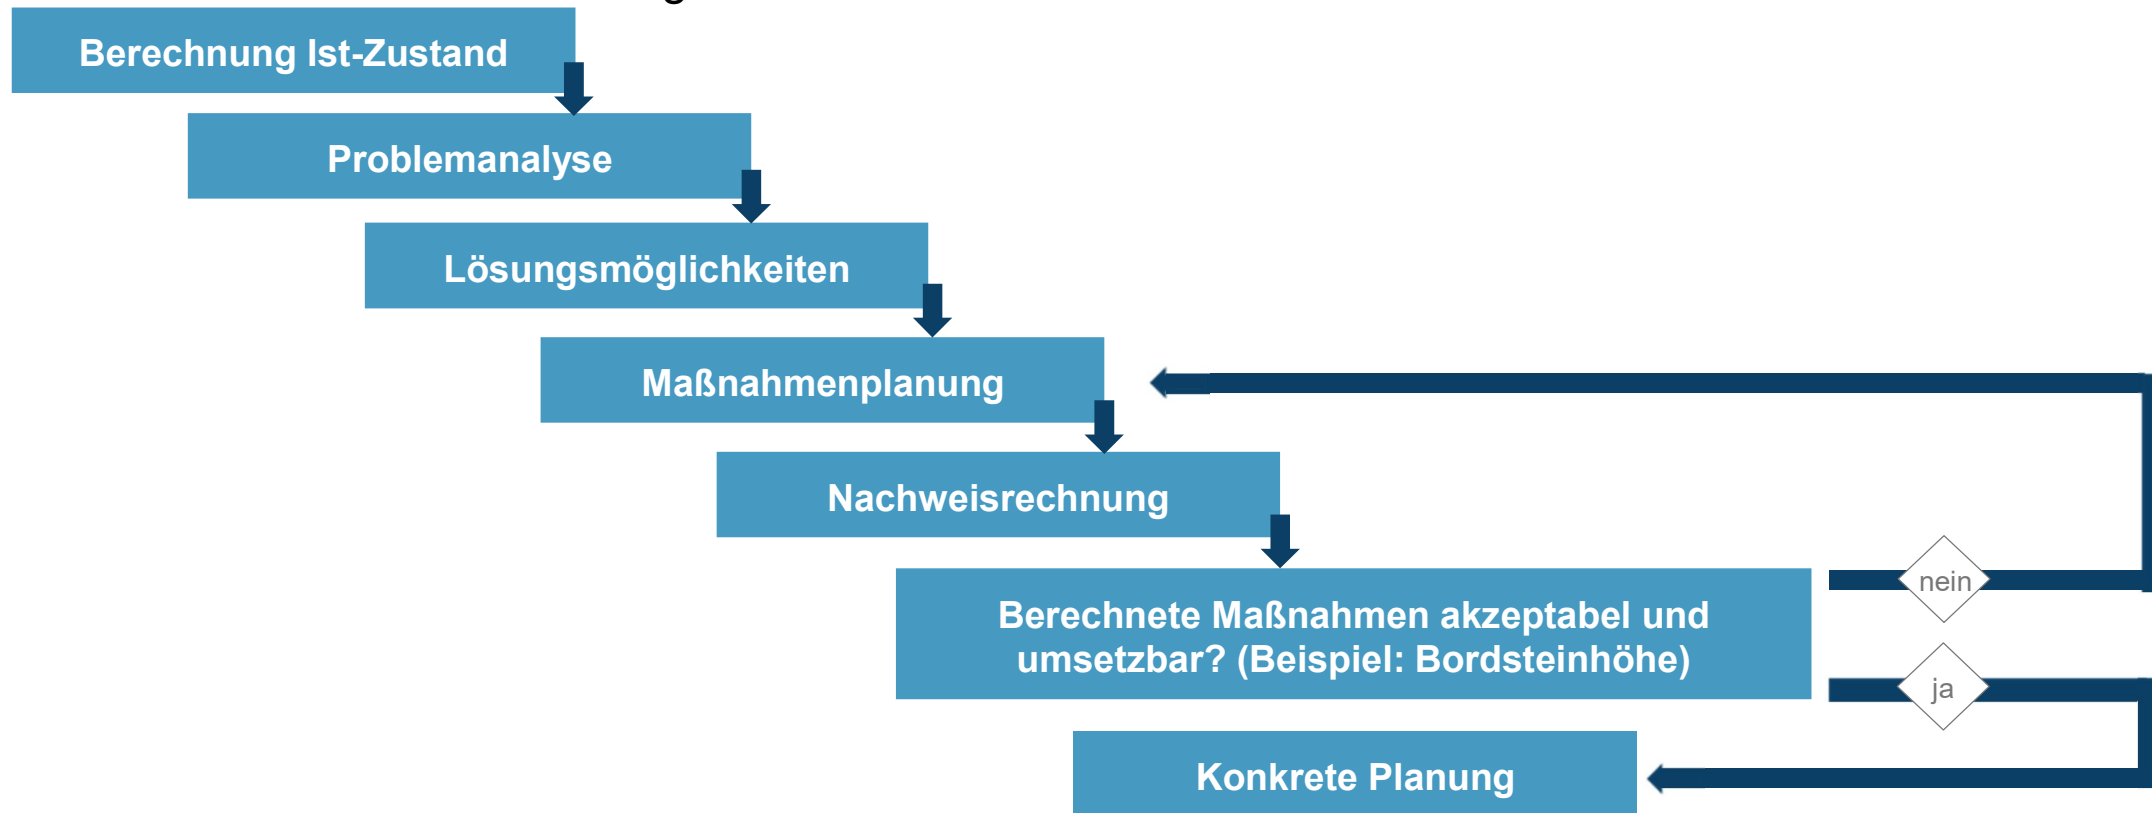 Berechnung Ist-Zustand
Problemanalyse
Lösungsmöglichkeiten
Maßnahmenplanung
Nachweisrechnung
Berechnete Maßnahmen akzeptabel und
umsetzbar? (Beispiel: Bordsteinhöhe)
nein
ja
Konkrete Planung